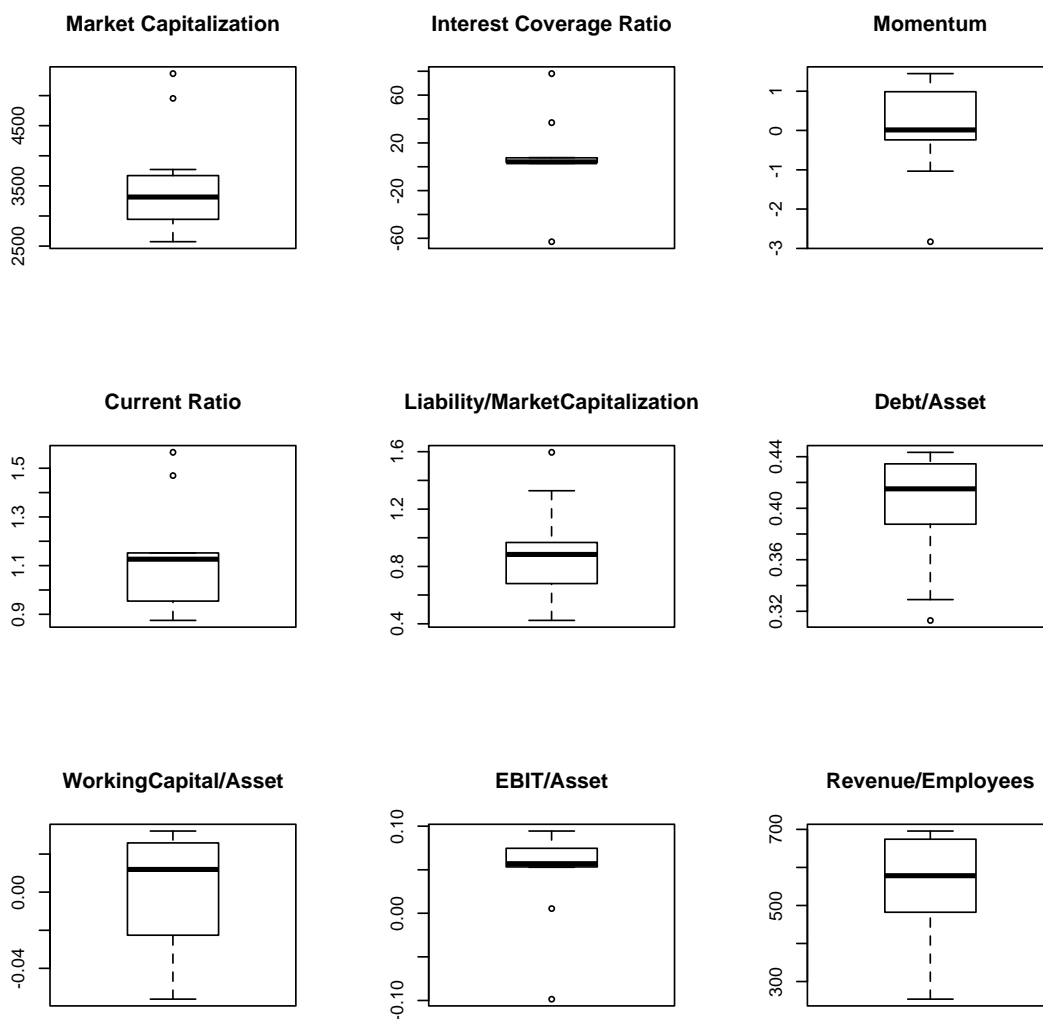 Market Capitalization
2500 3500 4500
Interest Coverage Ratio
-60 -20 20 60
Momentum
-3 -2 -1 0 1
Current Ratio
0.9 1.1 1.3 1.5
Liability/MarketCapitalization
0.4 0.8 1.2 1.6
Debt/Asset
0.32 0.36 0.40 0.44
WorkingCapital/Asset
-0.04 0.00
EBIT/Asset
-0.10 0.00 0.10
Revenue/Employees
300 500 700